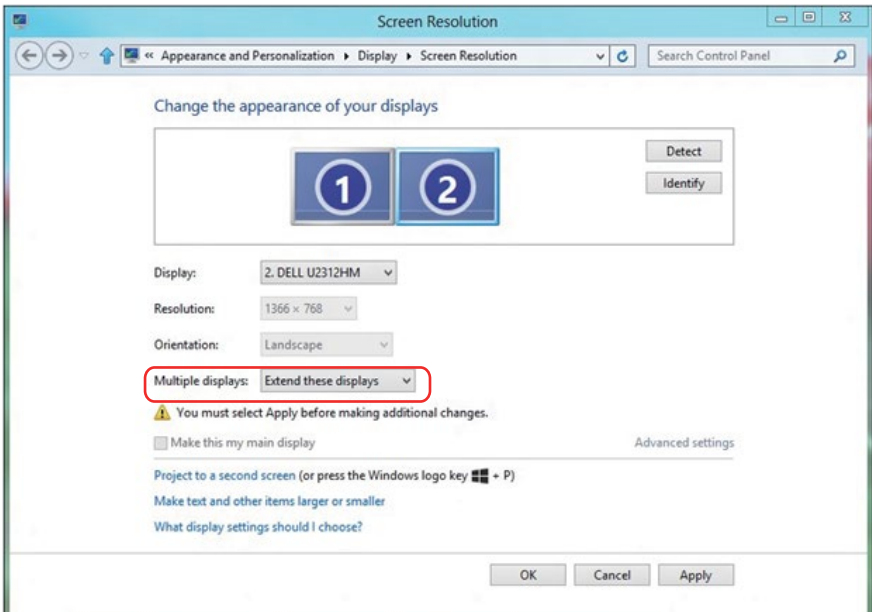 Screen Resolution
« Appearance and Personalization ▸ Display ▸ Screen Resolution Search Control Panel
Change the appearance of your displays
1 2
Detect
Identify
Display: 2. DELL U2312HM
Resolution: 1366 × 768
Orientation: Landscape
Multiple displays: Extend these displays
You must select Apply before making additional changes.
Make this my main display Advanced settings
Project to a second screen (or press the Windows logo key + P)
Make text and other items larger or smaller
What display settings should I choose?
OK Cancel Apply